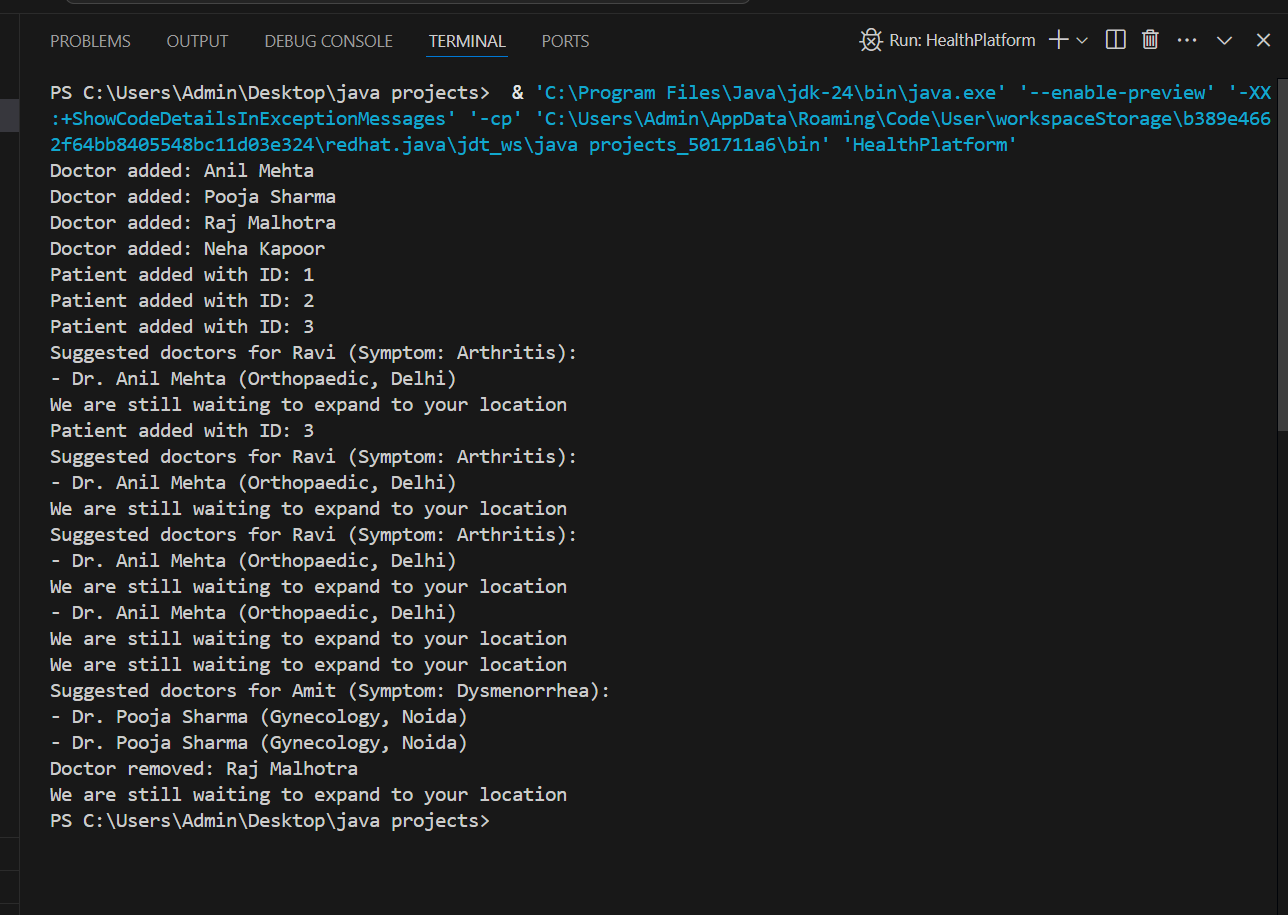 PROBLEMS OUTPUT DEBUG CONSOLE TERMINAL PORTS Run: HealthPlatform
PS C:\Users\Admin\Desktop\java projects>  & 'C:\Program Files\Java\jdk-24\bin\java.exe' '--enable-preview' '-XX
:+ShowCodeDetailsInExceptionMessages' '-cp' 'C:\Users\Admin\AppData\Roaming\Code\User\workspaceStorage\b389e466
2f64bb8405548bc11d03e324\redhat.java\jdt_ws\java projects_501711a6\bin' 'HealthPlatform'
Doctor added: Anil Mehta
Doctor added: Pooja Sharma
Doctor added: Raj Malhotra
Doctor added: Neha Kapoor
Patient added with ID: 1
Patient added with ID: 2
Patient added with ID: 3
Suggested doctors for Ravi (Symptom: Arthritis):
- Dr. Anil Mehta (Orthopaedic, Delhi)
We are still waiting to expand to your location
Patient added with ID: 3
Suggested doctors for Ravi (Symptom: Arthritis):
- Dr. Anil Mehta (Orthopaedic, Delhi)
We are still waiting to expand to your location
Suggested doctors for Ravi (Symptom: Arthritis):
- Dr. Anil Mehta (Orthopaedic, Delhi)
We are still waiting to expand to your location
- Dr. Anil Mehta (Orthopaedic, Delhi)
We are still waiting to expand to your location
We are still waiting to expand to your location
Suggested doctors for Amit (Symptom: Dysmenorrhea):
- Dr. Pooja Sharma (Gynecology, Noida)
- Dr. Pooja Sharma (Gynecology, Noida)
Doctor removed: Raj Malhotra
We are still waiting to expand to your location
PS C:\Users\Admin\Desktop\java projects>